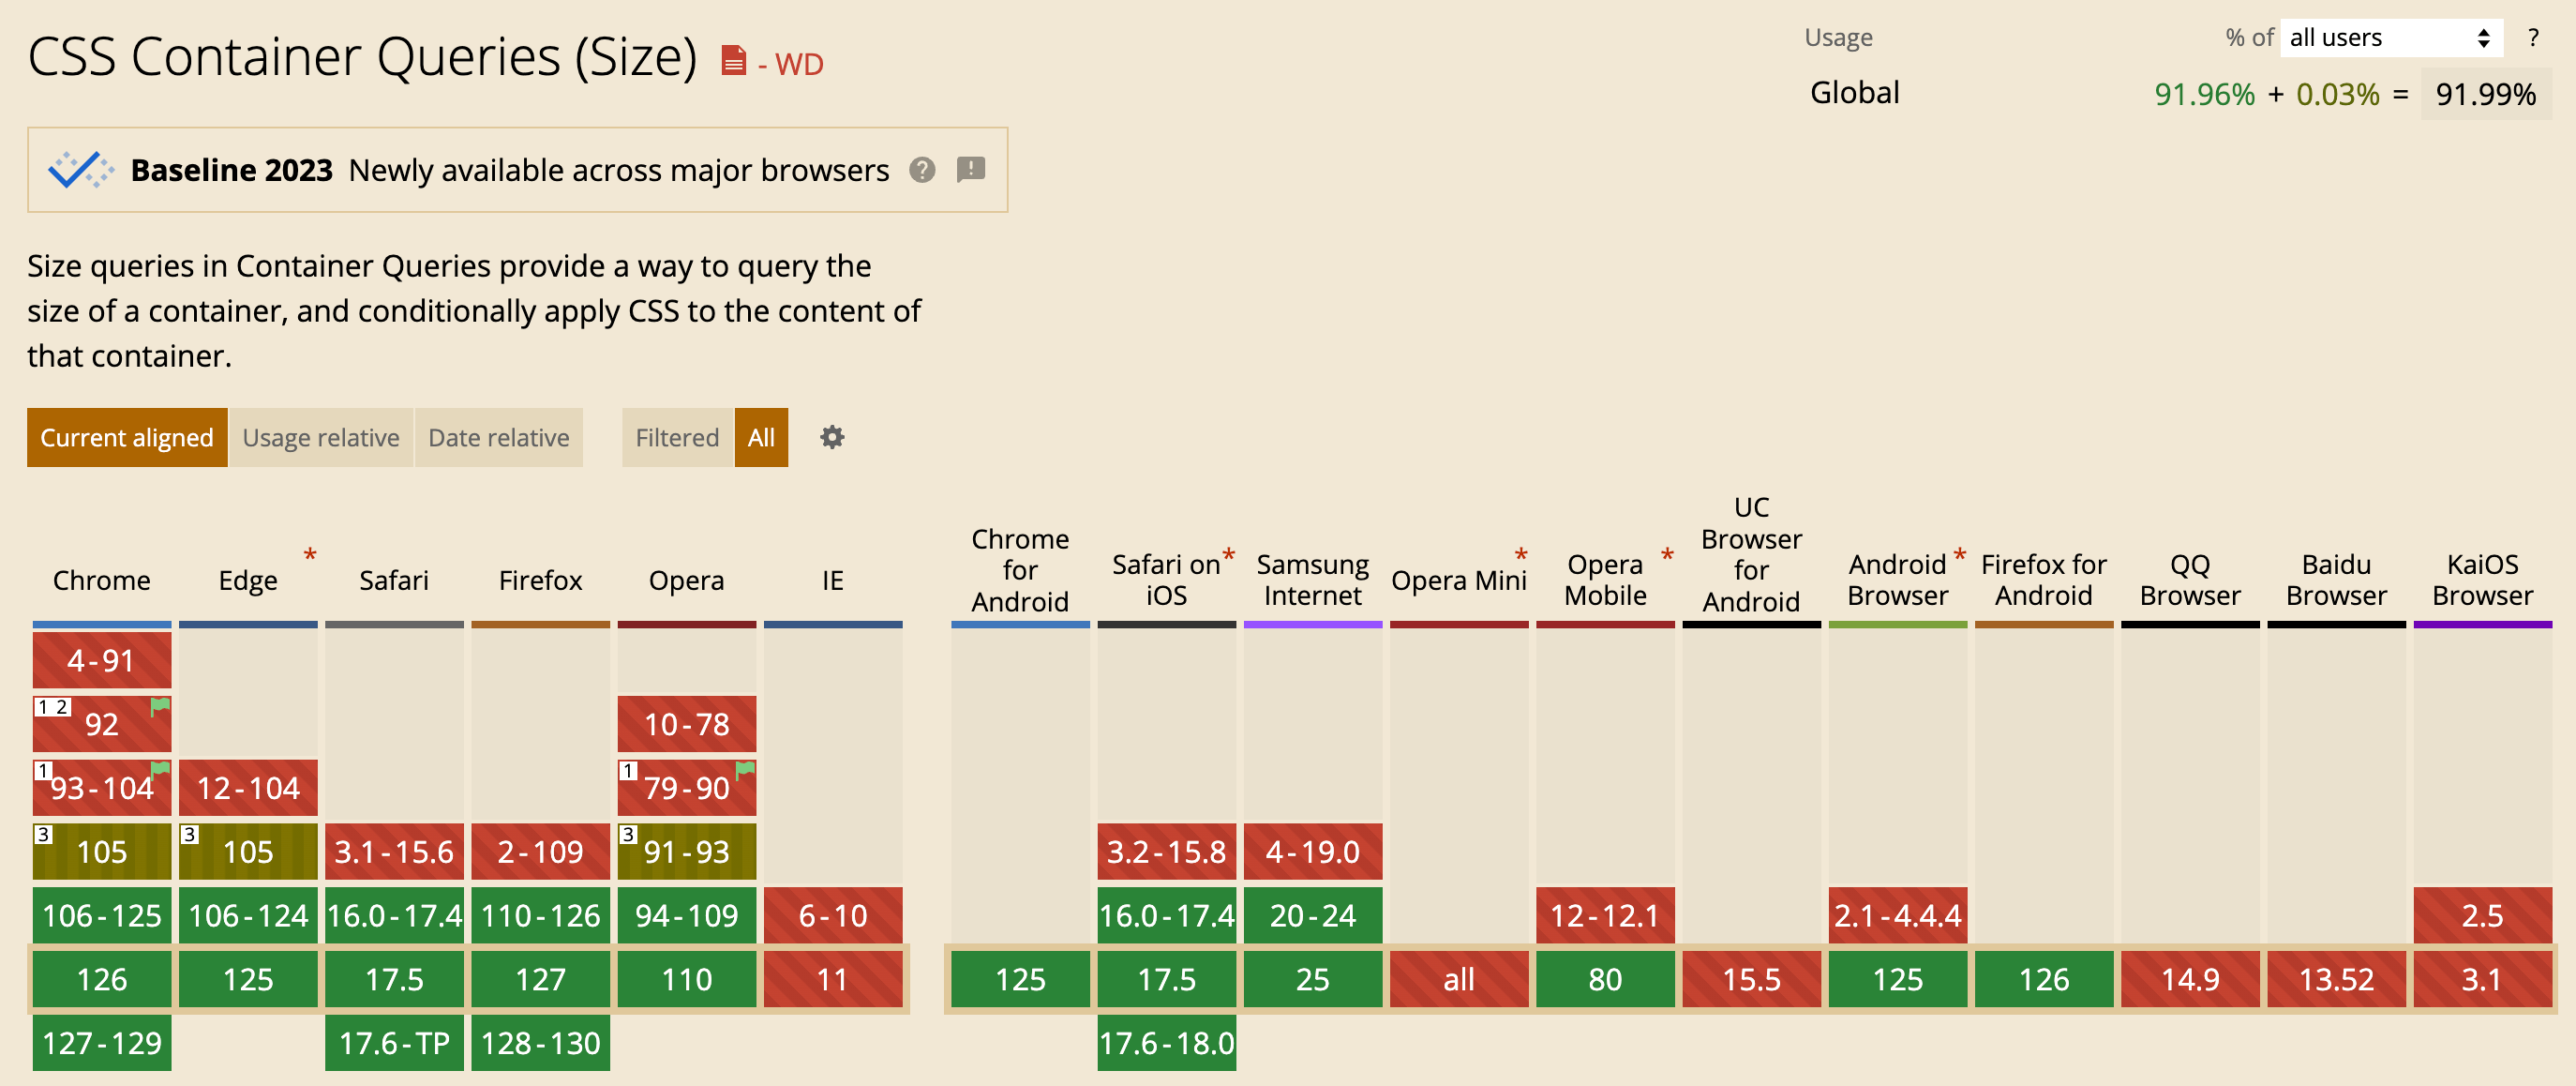 CSS Container Queries (Size) - WD
Usage % of all users ?
Global 91.96% + 0.03% = 91.99%
Baseline 2023 Newly available across major browsers ? !
Size queries in Container Queries provide a way to query the
size of a container, and conditionally apply CSS to the content of
that container.
Current aligned Usage relative Date relative Filtered All
Chrome
Edge *
Safari
Firefox
Opera
IE
Chrome
for
Android
Safari on *
iOS
Samsung
Internet
Opera Mini *
Opera *
Mobile
UC
Browser
for
Android
Android *
Browser
Firefox for
Android
QQ
Browser
Baidu
Browser
KaiOS
Browser
4-91
1 2 92 10-78
1 93-104 12-104 1 79-90
3 105 3 105 3.1-15.6 2-109 3 91-93 3.2-15.8 4-19.0
106-125 106-124 16.0-17.4 110-126 94-109 6-10 16.0-17.4 20-24 12-12.1 2.1-4.4.4 2.5
126 125 17.5 127 110 11 125 17.5 25 all 80 15.5 125 126 14.9 13.52 3.1
127-129 17.6-TP 128-130 17.6-18.0